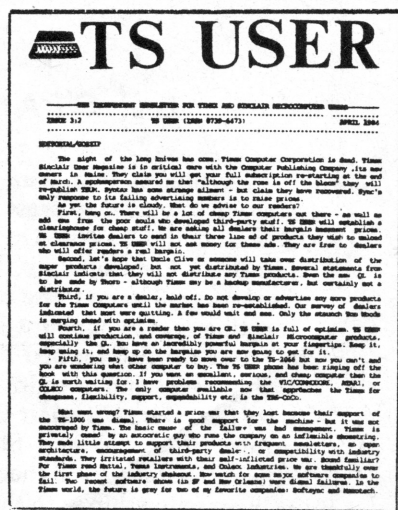 TS USER
THE INDEPENDENT NEWSLETTER FOR TIMEX AND SINCLAIR MICROCOMPUTER USERS
ISSUE 3:2 TS USER (ISSN 0739-6473) APRIL 1984
EDITORIAL/GOSSIP
The night of the long knives has come. Timex Computer Corporation is dead. Timex
Sinclair User Magazine is in critical care with the Computer Publishing Company, its new
owners in Maine. They claim you will get your full subscription re-starting at the end
of March. A spokesperson assured us that "although the rose is off the bloom" they will
re-publish. Syntax has some strange ailment - but claim they have recovered. Sync's
only response to its failing advertising numbers is to raise prices.
As yet the future is cloudy. What do we advise to our readers?
First, hang on. There will be a lot of cheap Timex computers out there - as well as
add ons from the poor souls who developed third-party stuff. TS USER will establish a
clearinghouse for cheap stuff. We are asking all dealers their bargain basement prices.
TS USER invites dealers to send in their three line ad of products they wish to unload
at clearance prices. TS USER will not ask money for these ads. They are free to dealers
who will offer readers a real bargain.
Second, let's hope that Uncle Clive or someone will take over distribution of the
super products developed, but not yet distributed by Timex. Several statements from
Sinclair indicate that they will not distribute any Timex products. Even the new QL is
to be made by Thorn - although Timex may be a backup manufacturer, but certainly not a
distributor.
Third, if you are a dealer, hold off. Do not develop or advertise any more products
for the Timex Computers until the market has been re-established. Our survey of dealers
indicated that most were quitting. A few would wait and see. Only the staunch Tom Woods
is surging ahead with optimism.
Fourth, if you are a reader then you are OK. TS USER is full of optimism. TS USER
will continue production, and coverage, of Timex and Sinclair Microcomputer products,
especially the QL. You have an incredibly powerful bargain at your fingertips. Keep it,
keep using it, and keep up on the bargains you are now going to get for it.
Fifth, you may have been ready to move over to the TS-2068 but now you can't and
you are wondering what other computer to buy. The TS USER phone has been ringing off the
hook with this question. If you want an excellent, serious, and cheap computer then the
QL is worth waiting for. I have problems recommending the VIC/COMMODORE, ATARI, or
COLECO computers. The only computer available now that approaches the Timex for
cheapness, flexibility, support, expandability etc, is the TRS-COCO.
What went wrong? Timex started a price war that they lost because their support of
the TS-1000 was dismal. There is good support for the machine - but it was not
encouraged by Timex. The basic cause of the failure was bad management. Timex is
privately owned by an autocratic guy who runs the company on an inflexible shoestring.
They made little attempt to support their products with frequent newsletters, an open
architecture, encouragement of third-party dealers, or compatibility with industry
standards. They irritated retailers with their self-inflicted price war. Sound familiar?
For Timex read Mattel, Texas Instruments, and Coleco Industries. We are thankfully over
the first phase of the industry shakeout. Now watch for some major software companies to
fail. Two recent software shows (in SF and New Orleans) were dismal failures. In the
Timex world, the future is gray for two of my favorite companies: Softsync and Memotech.